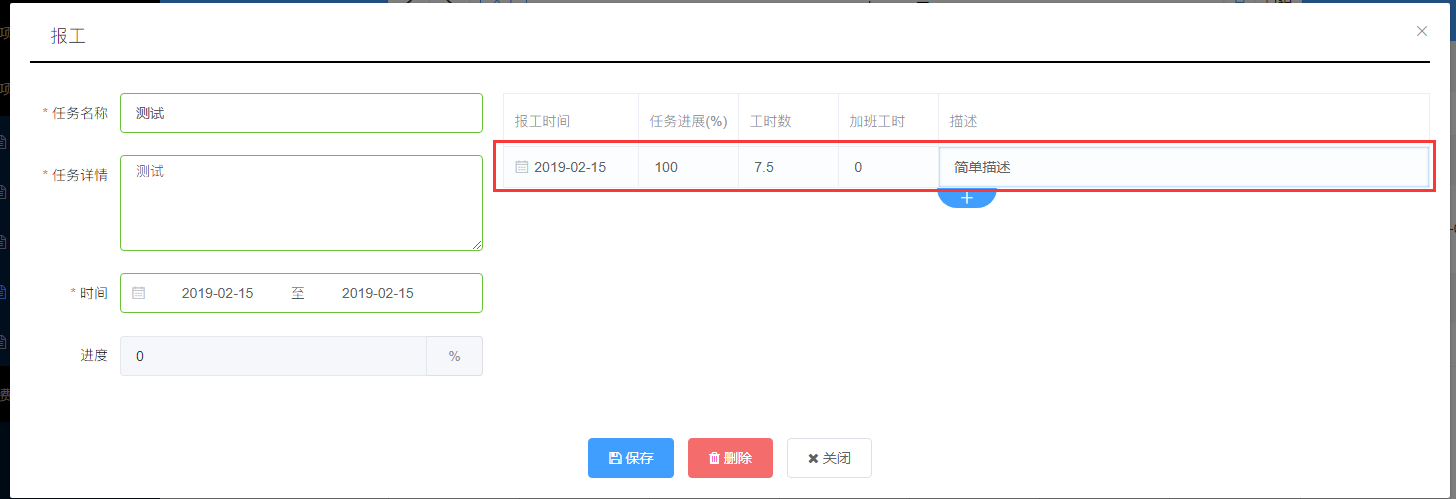 报工
* 任务名称 测试
* 任务详情 测试
* 时间 2019-02-15 至 2019-02-15
进度 0 %
报工时间 任务进展(%) 工时数 加班工时 描述
2019-02-15 100 7.5 0 简单描述
保存 删除 关闭